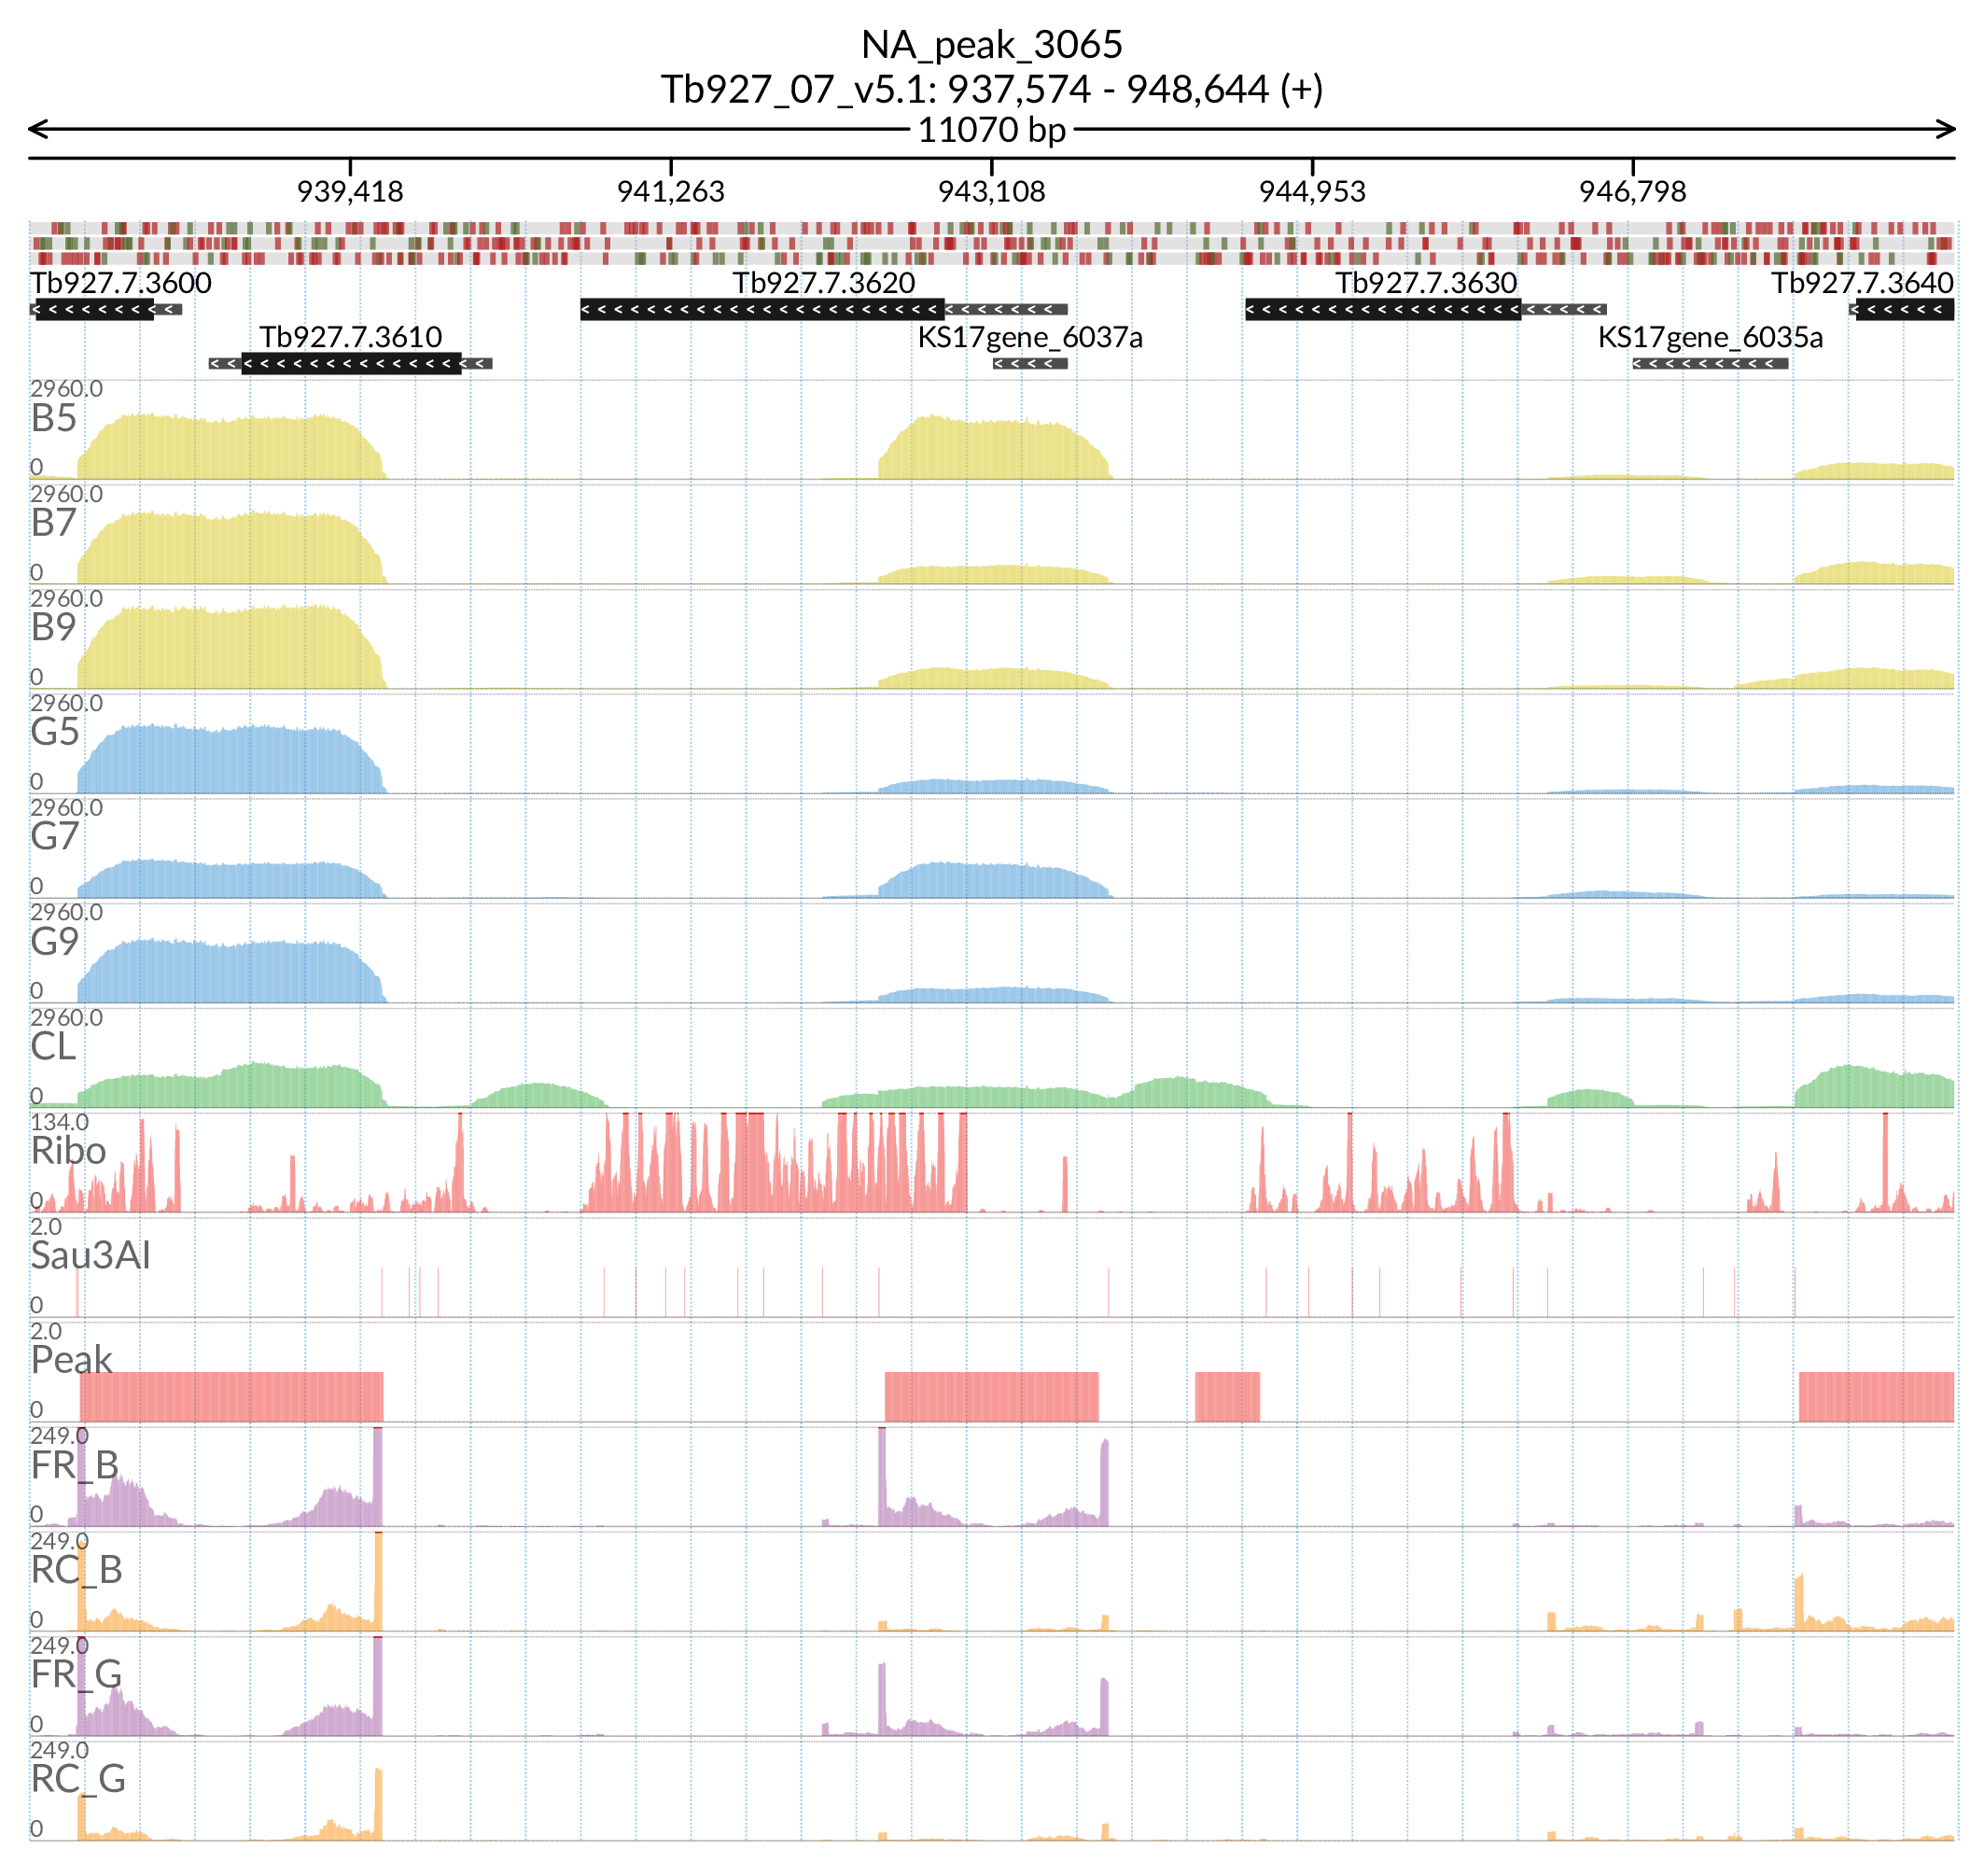 NA_peak_3065
Tb927_07_v5.1: 937,574 - 948,644 (+)
11070 bp
939,418 941,263 943,108 944,953 946,798
Tb927.7.3600 Tb927.7.3620 Tb927.7.3630 Tb927.7.3640
Tb927.7.3610 KS17gene_6037a KS17gene_6035a
2960.0
B5
0
2960.0
B7
0
2960.0
B9
0
2960.0
G5
0
2960.0
G7
0
2960.0
G9
0
2960.0
CL
0
134.0
Ribo
0
2.0
Sau3AI
0
2.0
Peak
0
249.0
FR_B
0
249.0
RC_B
0
249.0
FR_G
0
249.0
RC_G
0